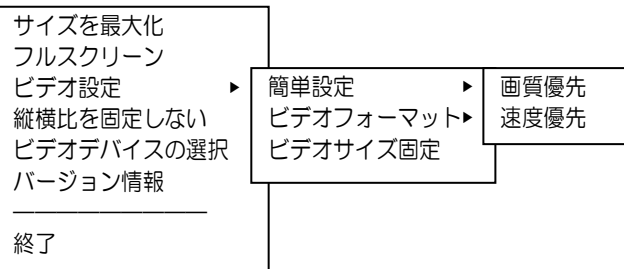 サイズを最大化
フルスクリーン
ビデオ設定 ▶
縦横比を固定しない
ビデオデバイスの選択
バージョン情報
終了
簡単設定 ▶
ビデオフォーマット▶
ビデオサイズ固定
画質優先
速度優先